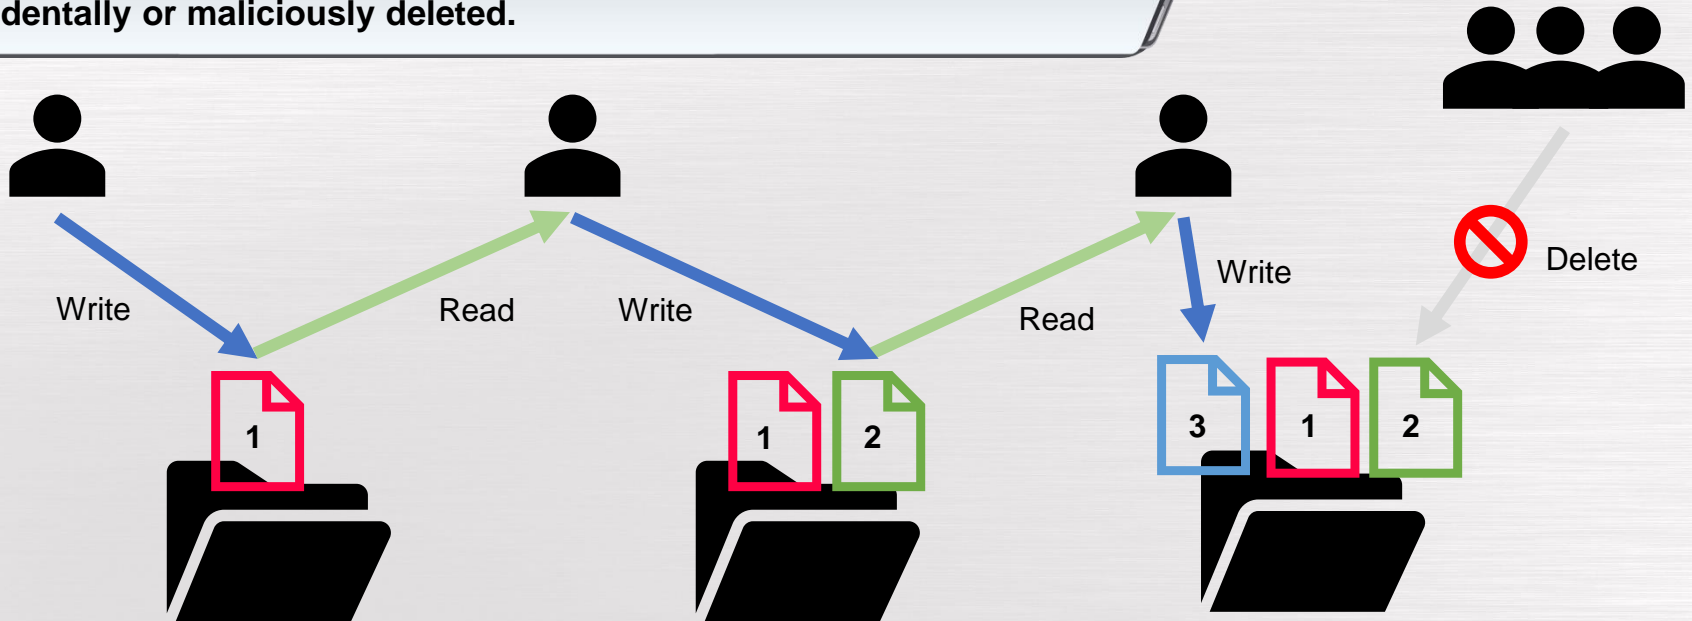 dentally or maliciously deleted.
Write
Read
Write
Read
Write
Delete
1
1
2
3
1
2